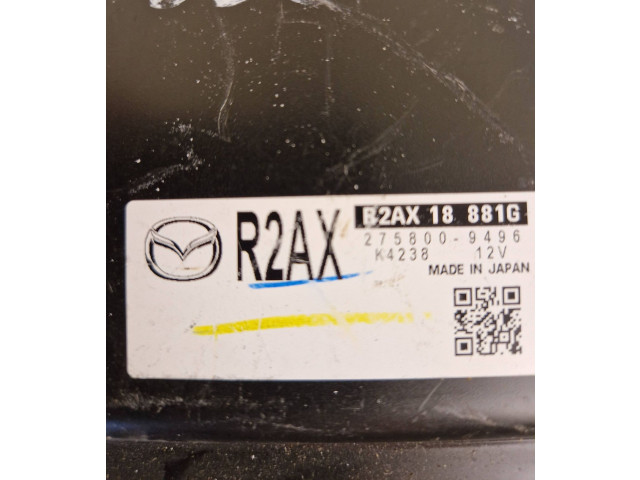 R2AX
R2AX 18 881G
275800-9496
K4238 12V
MADE IN JAPAN